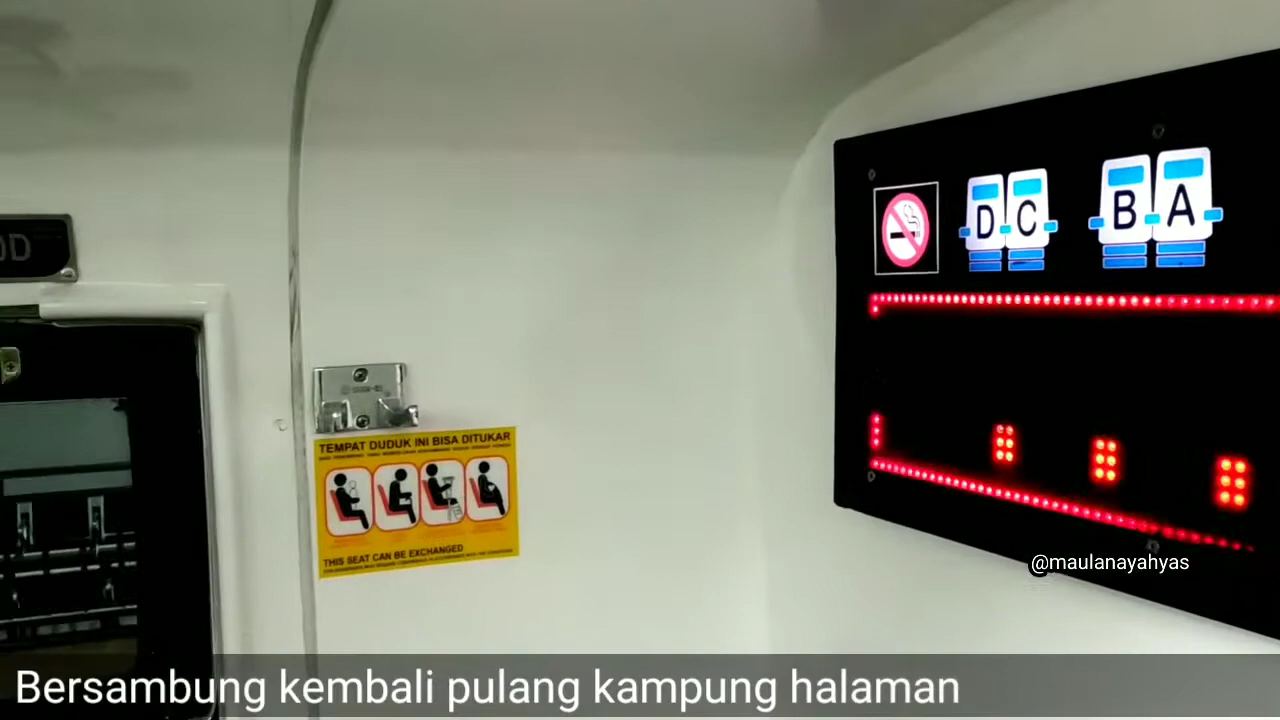 OD
D C B A
TEMPAT DUDUK INI BISA DITUKAR
THIS SEAT CAN BE EXCHANGED
@maulanayahyas
Bersambung kembali pulang kampung halaman